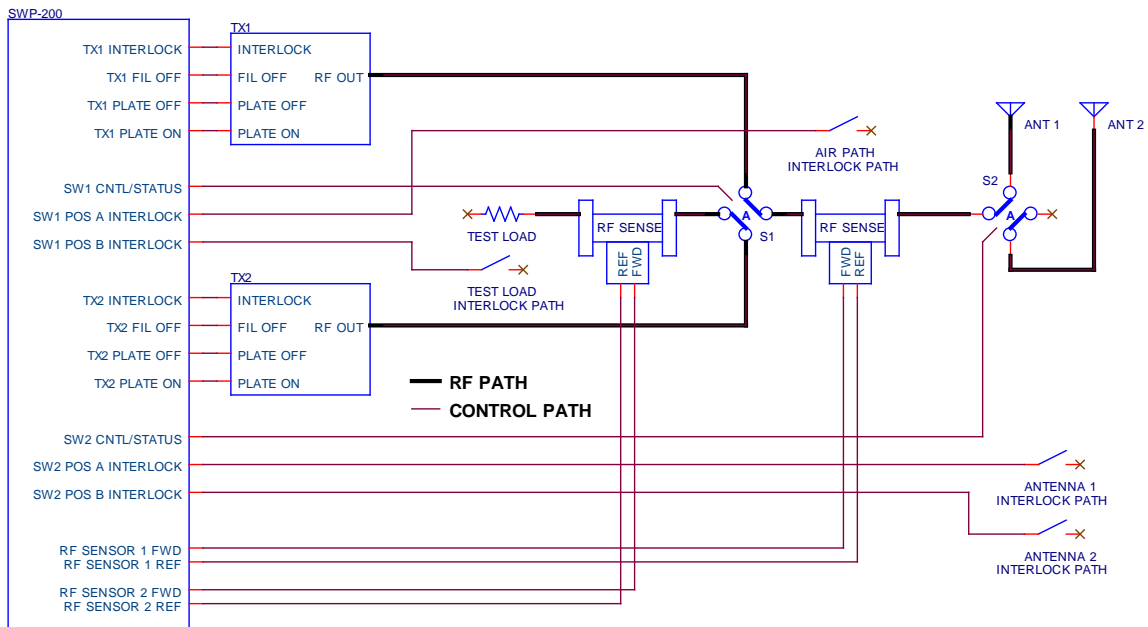 SWP-200
TX1 INTERLOCK
TX1 FIL OFF
TX1 PLATE OFF
TX1 PLATE ON
TX1
INTERLOCK
FIL OFF
RF OUT
PLATE OFF
PLATE ON
SW1 CNTL/STATUS
SW1 POS A INTERLOCK
SW1 POS B INTERLOCK
AIR PATH
INTERLOCK PATH
ANT 1
ANT 2
TEST LOAD
RF SENSE
REF
FWD
A
S1
RF SENSE
FWD
REF
S2
A
TEST LOAD
INTERLOCK PATH
TX2 INTERLOCK
TX2 FIL OFF
TX2 PLATE OFF
TX2 PLATE ON
TX2
INTERLOCK
FIL OFF
RF OUT
PLATE OFF
PLATE ON
RF PATH
CONTROL PATH
SW2 CNTL/STATUS
SW2 POS A INTERLOCK
SW2 POS B INTERLOCK
ANTENNA 1
INTERLOCK PATH
ANTENNA 2
INTERLOCK PATH
RF SENSOR 1 FWD
RF SENSOR 1 REF
RF SENSOR 2 FWD
RF SENSOR 2 REF